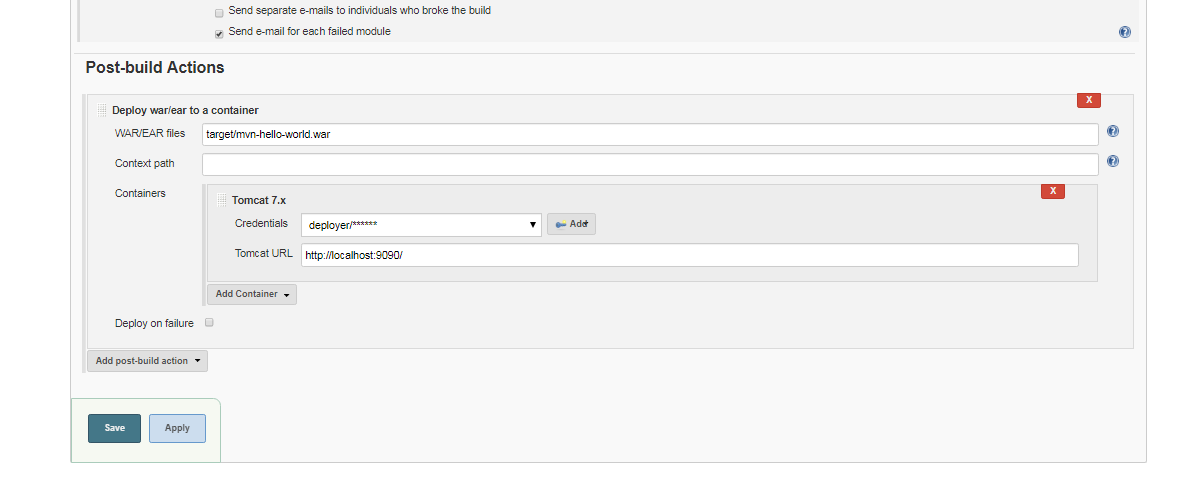 Send separate e-mails to individuals who broke the build
Send e-mail for each failed module
Post-build Actions
Deploy war/ear to a container
X
WAR/EAR files
target/mvn-hello-world.war
Context path
Containers
Tomcat 7.x
X
Credentials
deployer/******
Add
Tomcat URL
http://localhost:9090/
Add Container
Deploy on failure
Add post-build action
Save
Apply